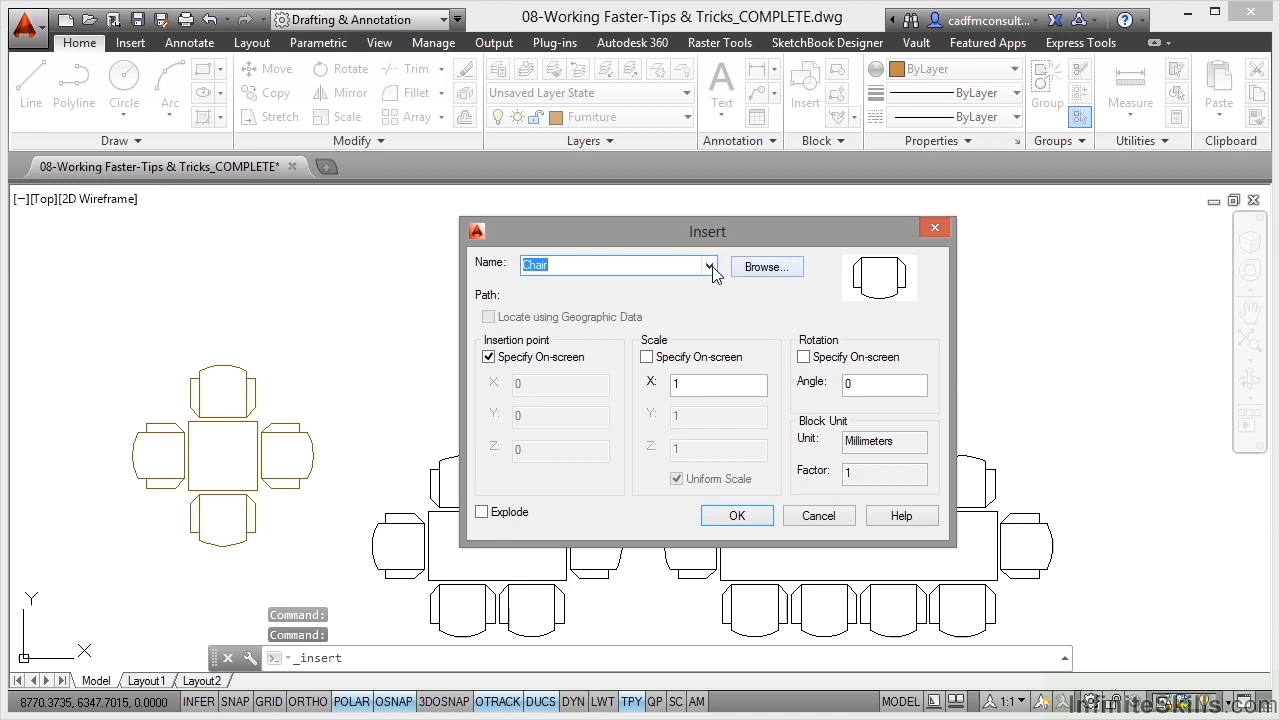 08-Working Faster-Tips & Tricks_COMPLETE.dwg
Drafting & Annotation
cadfmconsult...
Home Insert Annotate Layout Parametric View Manage Output Plug-ins Autodesk 360 Raster Tools SketchBook Designer Vault Featured Apps Express Tools
Line Polyline Circle Arc
Move Rotate Trim
Copy Mirror Fillet
Stretch Scale Array
Unsaved Layer State
Furniture
Text
Insert
ByLayer
ByLayer
ByLayer
Group
Measure
Paste
Draw Modify Layers Annotation Block Properties Groups Utilities Clipboard
08-Working Faster-Tips & Tricks_COMPLETE*
[−][Top][2D Wireframe]
Insert
Name: Chair Browse...
Path:
Locate using Geographic Data
Insertion point
Specify On-screen
X: 0
Y: 0
Z: 0
Scale
Specify On-screen
X: 1
Y: 1
Z: 1
Uniform Scale
Rotation
Specify On-screen
Angle: 0
Block Unit
Unit: Millimeters
Factor: 1
Explode
OK Cancel Help
Y
X
Command:
Command:
_insert
Model Layout1 Layout2
8770.3735, 6347.7015, 0.0000 INFER SNAP GRID ORTHO POLAR OSNAP 3DOSNAP OTRACK DUCS DYN LWT TPY QP SC AM MODEL 1:1
InfiniteSkills.com